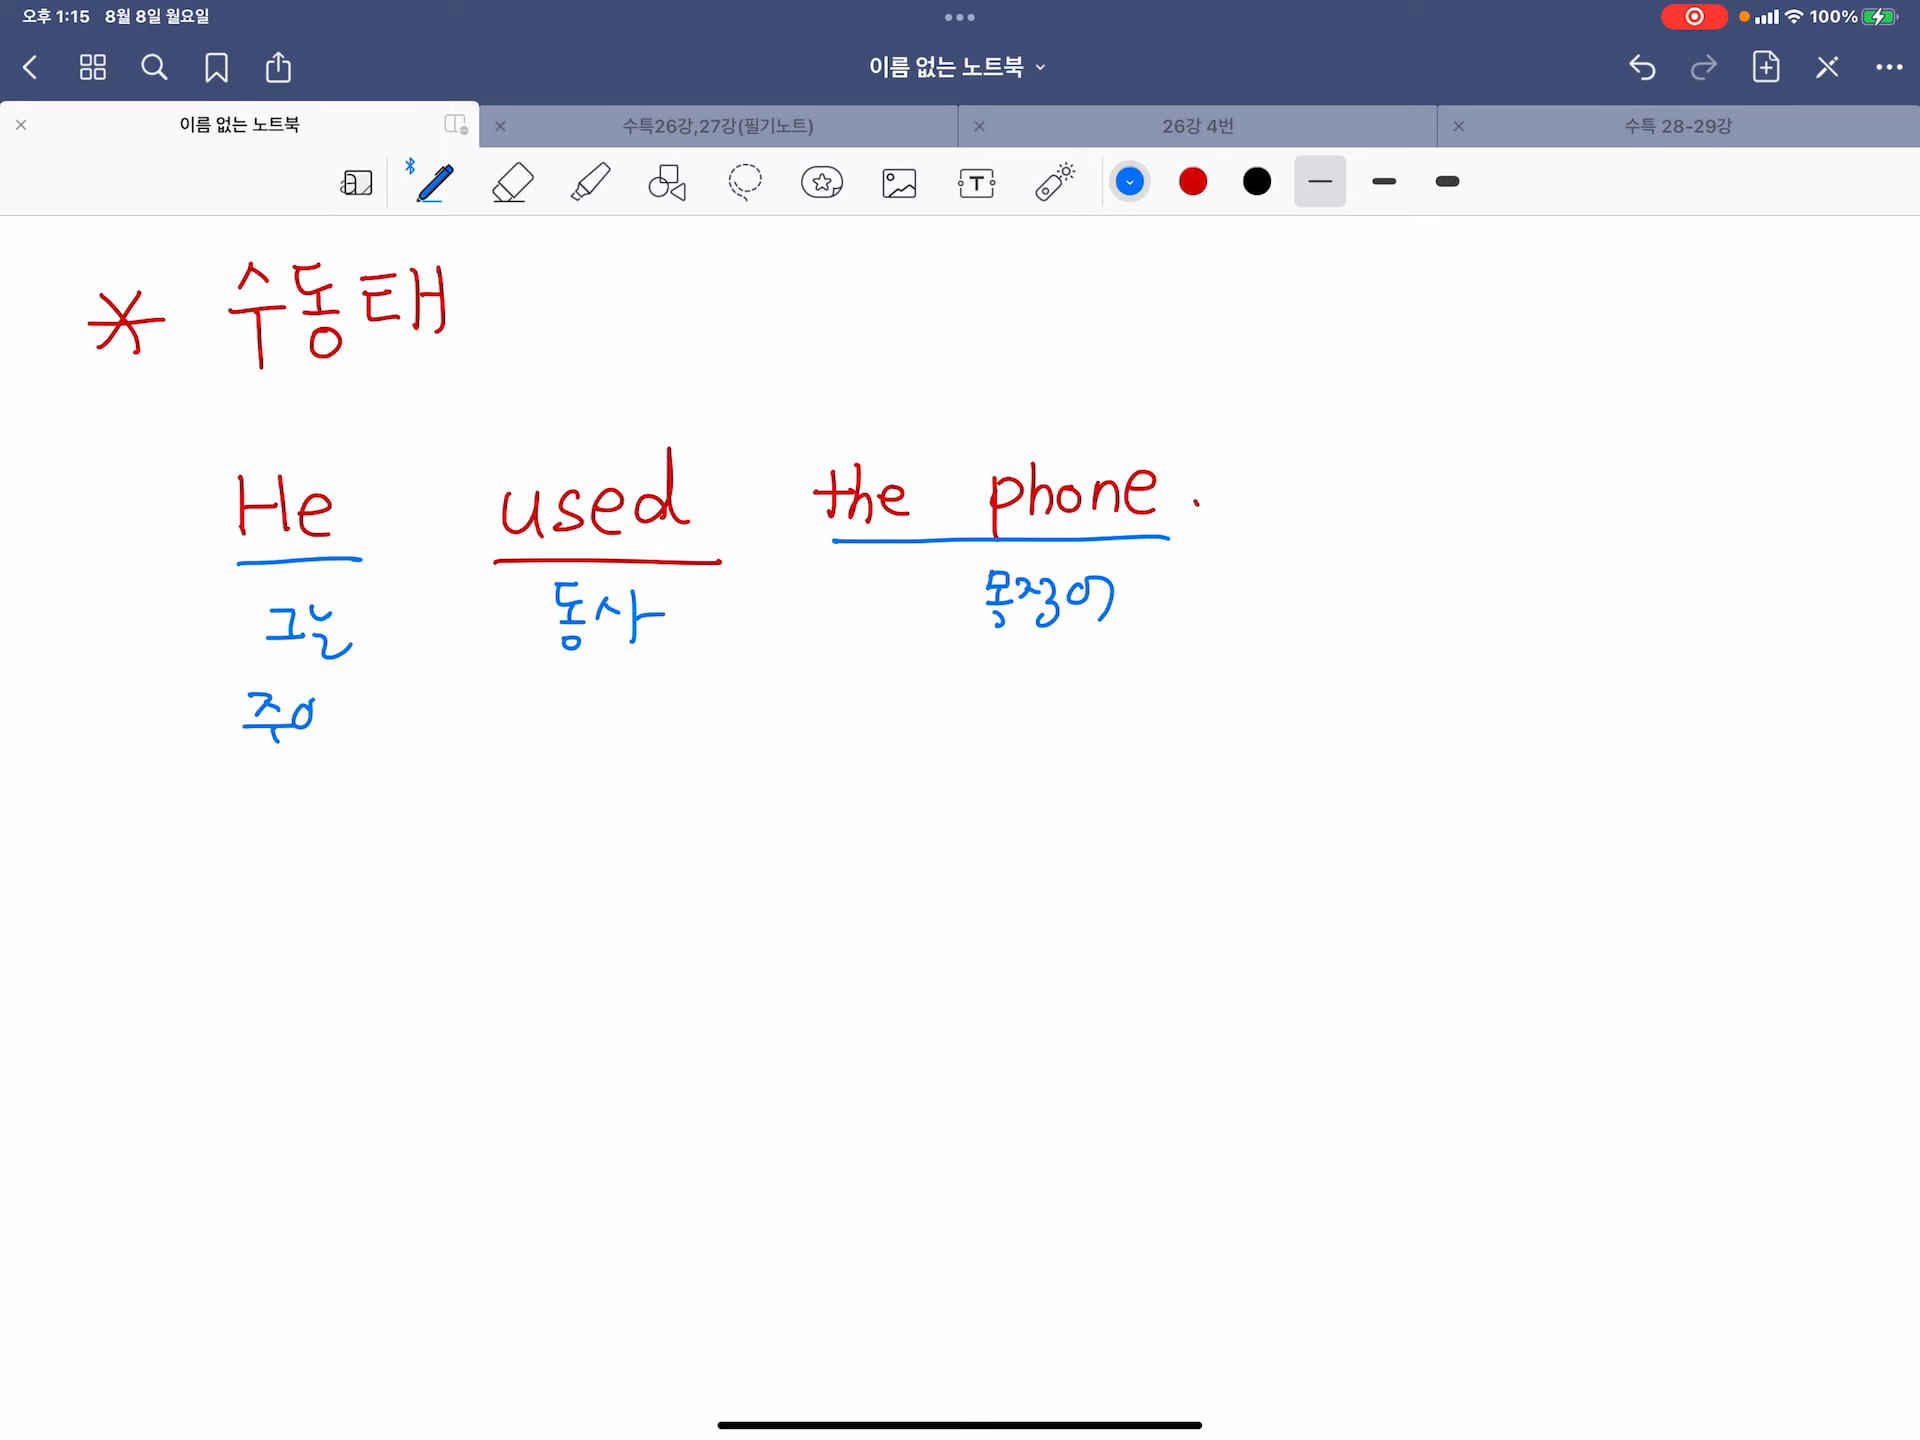 오후 1:15 8월 8일 월요일
100%
이름 없는 노트북
이름 없는 노트북
수특26강,27강(필기노트)
26강 4번
수특 28-29강
* 수동태
He used the phone.
그는 동사 목적어